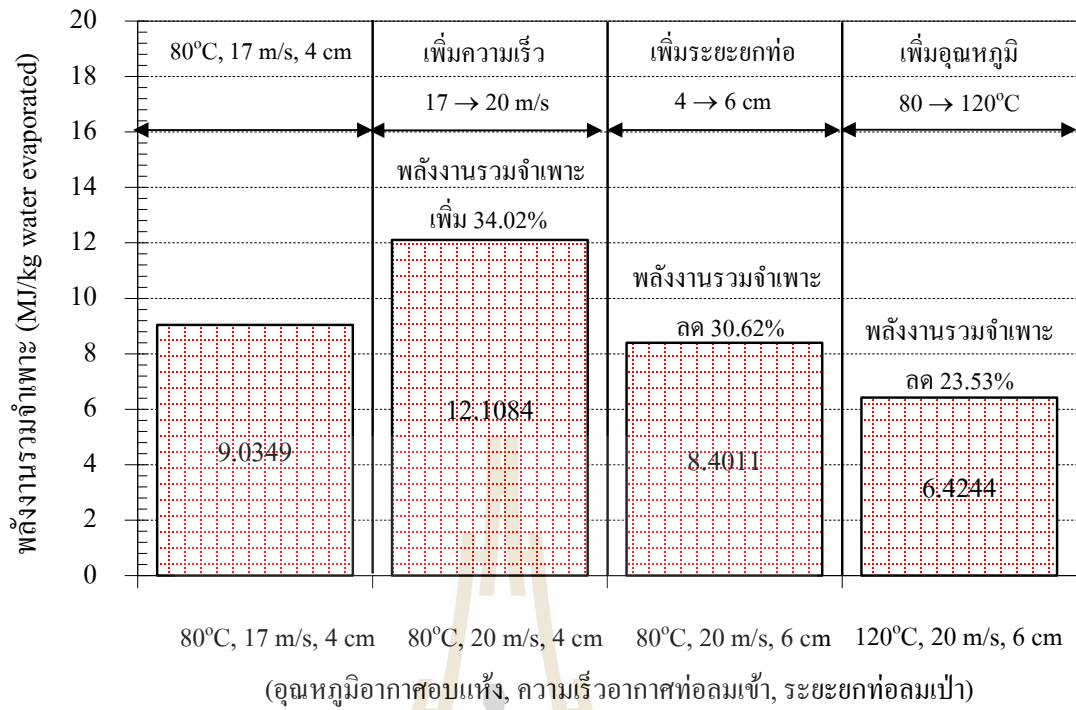 พลังงานรวมจำเพาะ (MJ/kg water evaporated)
20
18
16
14
12
10
8
6
4
2
0
80°C, 17 m/s, 4 cm
เพิ่มความเร็ว
17 → 20 m/s
เพิ่มระยะยกท่อ
4 → 6 cm
เพิ่มอุณหภูมิ
80 → 120°C
พลังงานรวมจำเพาะ
เพิ่ม 34.02%
พลังงานรวมจำเพาะ
ลด 30.62%
พลังงานรวมจำเพาะ
ลด 23.53%
9.0349
12.1084
8.4011
6.4244
80°C, 17 m/s, 4 cm
80°C, 20 m/s, 4 cm
80°C, 20 m/s, 6 cm
120°C, 20 m/s, 6 cm
(อุณหภูมิอากาศอบแห้ง, ความเร็วอากาศท่อลมเข้า, ระยะยกท่อลมเป่า)